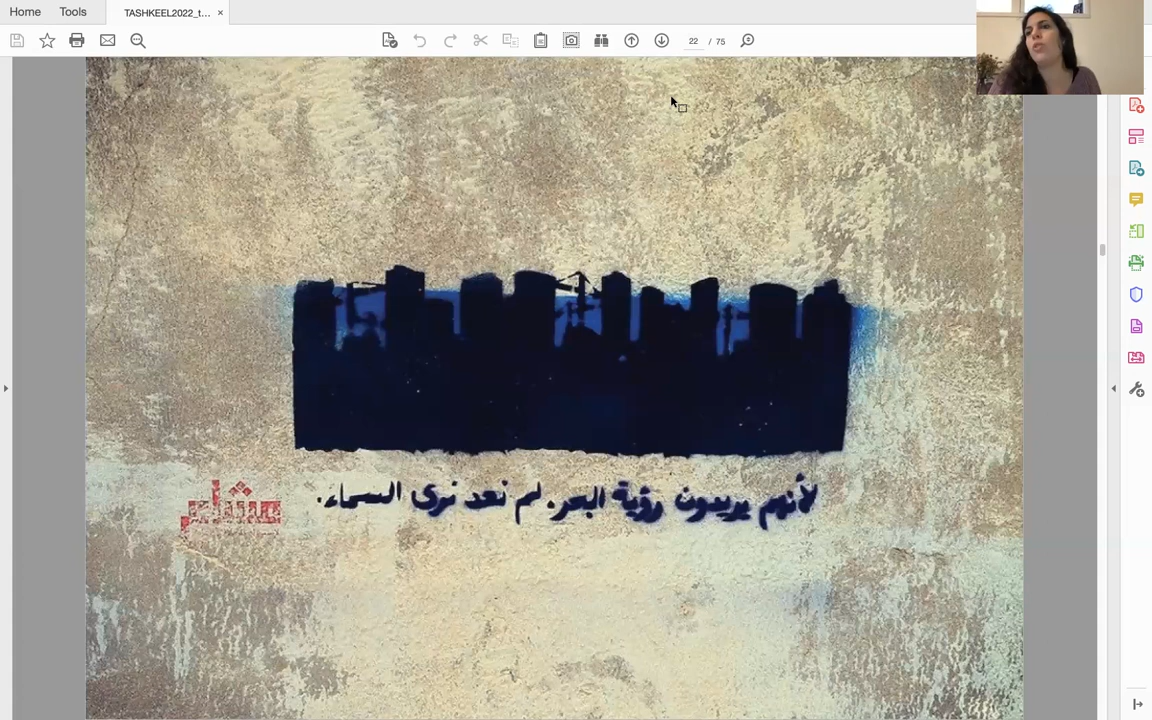 Home
Tools
TASHKEEL2022_t... ×
22 / 75
لأنهم يريدون رؤية البحر. لم نعد نرى السماء.